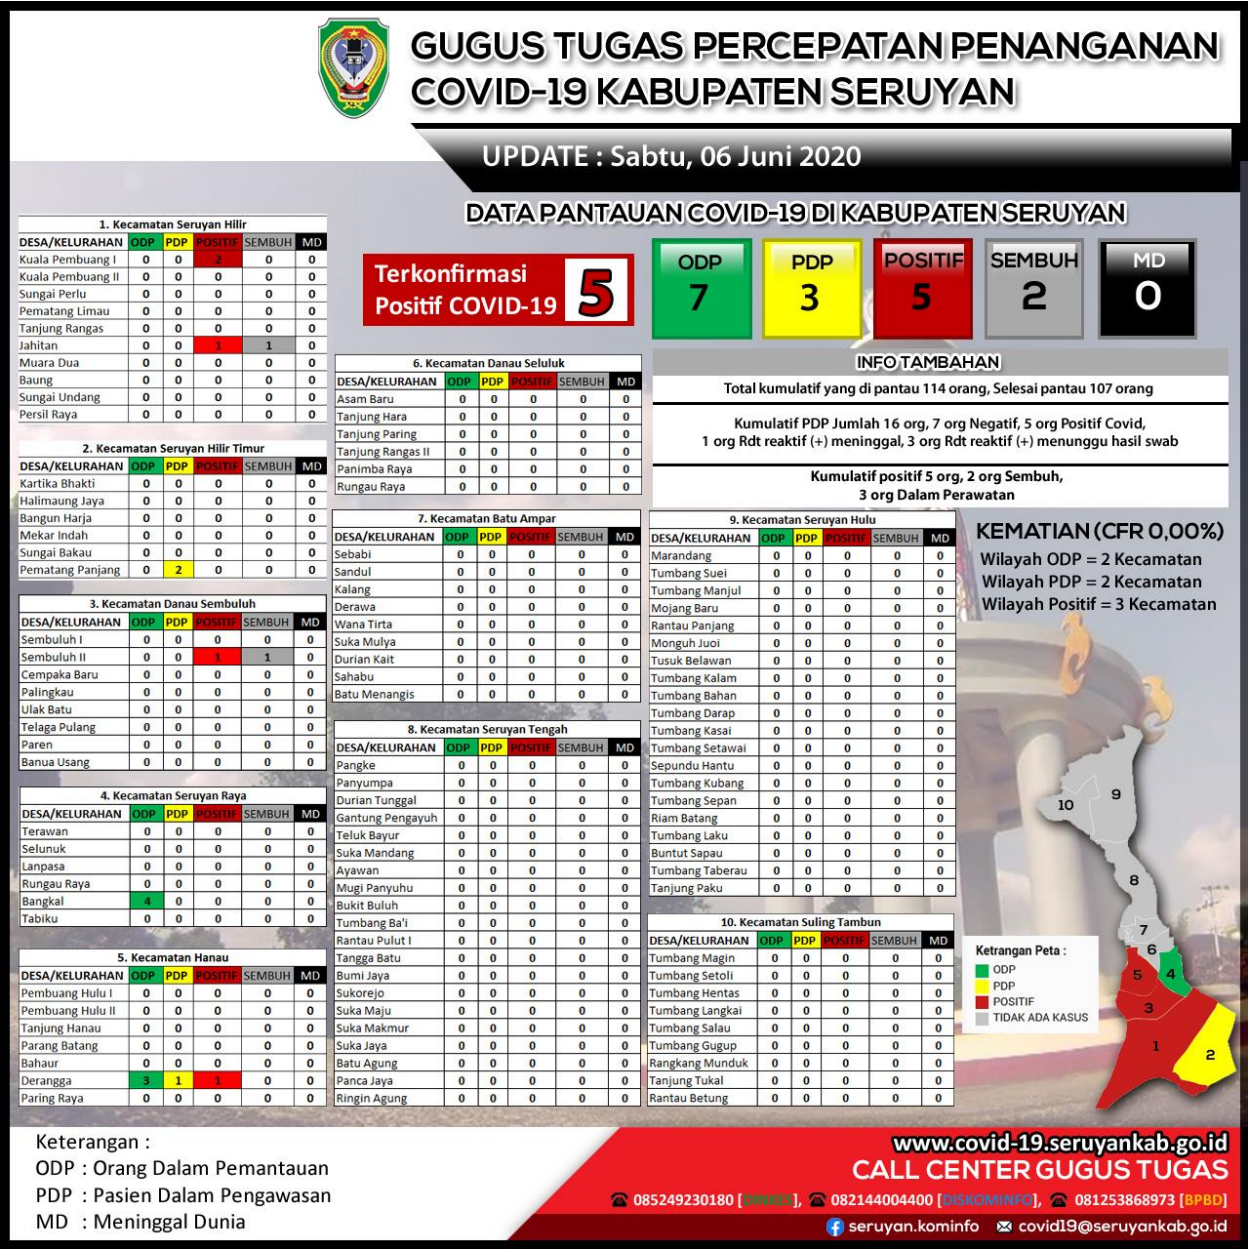 GUGUS TUGAS PERCEPATAN PENANGANAN
COVID-19 KABUPATEN SERUYAN
UPDATE : Sabtu, 06 Juni 2020
DATA PANTAUAN COVID-19 DI KABUPATEN SERUYAN
Terkonfirmasi
Positif COVID-19 5
ODP 7
PDP 3
POSITIF 5
SEMBUH 2
MD 0
INFO TAMBAHAN
Total kumulatif yang di pantau 114 orang, Selesai pantau 107 orang
Kumulatif PDP Jumlah 16 org, 7 org Negatif, 5 org Positif Covid,
1 org Rdt reaktif (+) meninggal, 3 org Rdt reaktif (+) menunggu hasil swab
Kumulatif positif 5 org, 2 org Sembuh,
3 org Dalam Perawatan
1. Kecamatan Seruyan Hilir
DESA/KELURAHAN ODP PDP POSITIF SEMBUH MD
Kuala Pembuang I 0 0 2 0 0
Kuala Pembuang II 0 0 0 0 0
Sungai Perlu 0 0 0 0 0
Pematang Limau 0 0 0 0 0
Tanjung Rangas 0 0 0 0 0
Jahitan 0 0 1 1 0
Muara Dua 0 0 0 0 0
Baung 0 0 0 0 0
Sungai Undang 0 0 0 0 0
Persil Raya 0 0 0 0 0
2. Kecamatan Seruyan Hilir Timur
DESA/KELURAHAN ODP PDP POSITIF SEMBUH MD
Kartika Bhakti 0 0 0 0 0
Halimaung Jaya 0 0 0 0 0
Bangun Harja 0 0 0 0 0
Mekar Indah 0 0 0 0 0
Sungai Bakau 0 0 0 0 0
Pematang Panjang 0 2 0 0 0
3. Kecamatan Danau Sembuluh
DESA/KELURAHAN ODP PDP POSITIF SEMBUH MD
Sembuluh I 0 0 0 0 0
Sembuluh II 0 0 1 1 0
Cempaka Baru 0 0 0 0 0
Palingkau 0 0 0 0 0
Ulak Batu 0 0 0 0 0
Telaga Pulang 0 0 0 0 0
Paren 0 0 0 0 0
Banua Usang 0 0 0 0 0
4. Kecamatan Seruyan Raya
DESA/KELURAHAN ODP PDP POSITIF SEMBUH MD
Terawan 0 0 0 0 0
Selunuk 0 0 0 0 0
Lanpasa 0 0 0 0 0
Rungau Raya 0 0 0 0 0
Bangkal 4 0 0 0 0
Tabiku 0 0 0 0 0
5. Kecamatan Hanau
DESA/KELURAHAN ODP PDP POSITIF SEMBUH MD
Pembuang Hulu I 0 0 0 0 0
Pembuang Hulu II 0 0 0 0 0
Tanjung Hanau 0 0 0 0 0
Parang Batang 0 0 0 0 0
Bahaur 0 0 0 0 0
Derangga 3 1 1 0 0
Paring Raya 0 0 0 0 0
6. Kecamatan Danau Seluluk
DESA/KELURAHAN ODP PDP POSITIF SEMBUH MD
Asam Baru 0 0 0 0 0
Tanjung Hara 0 0 0 0 0
Tanjung Paring 0 0 0 0 0
Tanjung Rangas II 0 0 0 0 0
Panimba Raya 0 0 0 0 0
Rungau Raya 0 0 0 0 0
7. Kecamatan Batu Ampar
DESA/KELURAHAN ODP PDP POSITIF SEMBUH MD
Sebabi 0 0 0 0 0
Sandul 0 0 0 0 0
Kalang 0 0 0 0 0
Derawa 0 0 0 0 0
Wana Tirta 0 0 0 0 0
Suka Mulya 0 0 0 0 0
Durian Kait 0 0 0 0 0
Sahabu 0 0 0 0 0
Batu Menangis 0 0 0 0 0
8. Kecamatan Seruyan Tengah
DESA/KELURAHAN ODP PDP POSITIF SEMBUH MD
Pangke 0 0 0 0 0
Panyumpa 0 0 0 0 0
Durian Tunggal 0 0 0 0 0
Gantung Pengayuh 0 0 0 0 0
Teluk Bayur 0 0 0 0 0
Suka Mandang 0 0 0 0 0
Ayawan 0 0 0 0 0
Mugi Panyuhu 0 0 0 0 0
Bukit Buluh 0 0 0 0 0
Tumbang Ba'i 0 0 0 0 0
Rantau Pulut I 0 0 0 0 0
Tangga Batu 0 0 0 0 0
Bumi Jaya 0 0 0 0 0
Sukorejo 0 0 0 0 0
Suka Maju 0 0 0 0 0
Suka Makmur 0 0 0 0 0
Suka Jaya 0 0 0 0 0
Batu Agung 0 0 0 0 0
Panca Jaya 0 0 0 0 0
Ringin Agung 0 0 0 0 0
9. Kecamatan Seruyan Hulu
DESA/KELURAHAN ODP PDP POSITIF SEMBUH MD
Marandang 0 0 0 0 0
Tumbang Suei 0 0 0 0 0
Tumbang Manjul 0 0 0 0 0
Mojang Baru 0 0 0 0 0
Rantau Panjang 0 0 0 0 0
Monguh Juoi 0 0 0 0 0
Tusuk Belawan 0 0 0 0 0
Tumbang Kalam 0 0 0 0 0
Tumbang Bahan 0 0 0 0 0
Tumbang Darap 0 0 0 0 0
Tumbang Kasai 0 0 0 0 0
Tumbang Setawai 0 0 0 0 0
Sepundu Hantu 0 0 0 0 0
Tumbang Kubang 0 0 0 0 0
Tumbang Sepan 0 0 0 0 0
Riam Batang 0 0 0 0 0
Tumbang Laku 0 0 0 0 0
Buntut Sapau 0 0 0 0 0
Tumbang Taberau 0 0 0 0 0
Tanjung Paku 0 0 0 0 0
10. Kecamatan Suling Tambun
DESA/KELURAHAN ODP PDP POSITIF SEMBUH MD
Tumbang Magin 0 0 0 0 0
Tumbang Setoli 0 0 0 0 0
Tumbang Hentas 0 0 0 0 0
Tumbang Langkai 0 0 0 0 0
Tumbang Salau 0 0 0 0 0
Tumbang Gugup 0 0 0 0 0
Rangkang Munduk 0 0 0 0 0
Tanjung Tukal 0 0 0 0 0
Rantau Betung 0 0 0 0 0
KEMATIAN (CFR 0,00%)
Wilayah ODP = 2 Kecamatan
Wilayah PDP = 2 Kecamatan
Wilayah Positif = 3 Kecamatan
10 9
8
7
6
5 4
3
1
2
Ketrangan Peta :
ODP
PDP
POSITIF
TIDAK ADA KASUS
Keterangan :
ODP : Orang Dalam Pemantauan
PDP : Pasien Dalam Pengawasan
MD : Meninggal Dunia
www.covid-19.seruyankab.go.id
CALL CENTER GUGUS TUGAS
085249230180 [DINKES], 082144004400 [DISKOMINFO], 081253868973 [BPBD]
seruyan.kominfo covid19@seruyankab.go.id